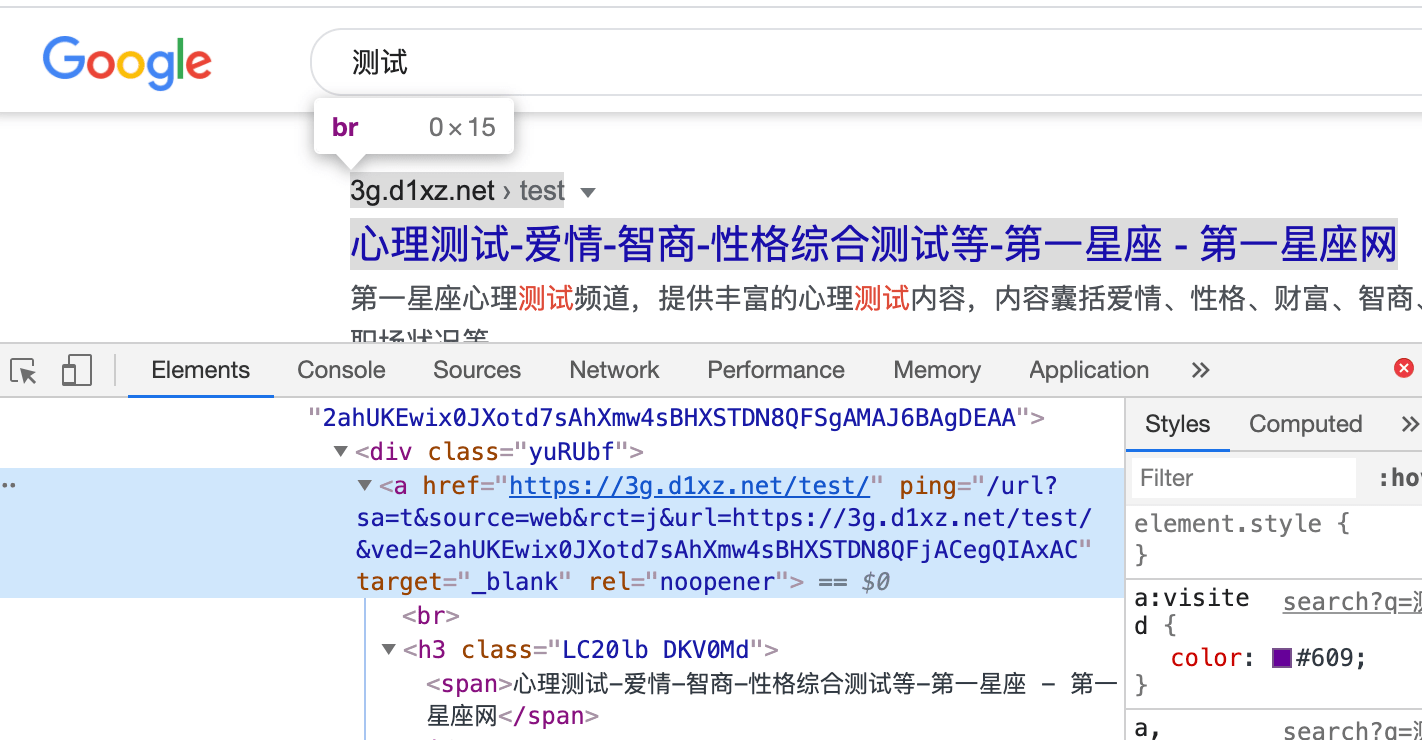 Google
测试
br 0 × 15
3g.d1xz.net › test
心理测试-爱情-智商-性格综合测试等-第一星座 - 第一星座网
第一星座心理测试频道，提供丰富的心理测试内容，内容囊括爱情、性格、财富、智商、
职场状况等
Elements Console Sources Network Performance Memory Application »
"2ahUKEwix0JXotd7sAhXmw4sBHXSTDN8QFSgAMAJ6BAgDEAA">
<div class="yuRUbf">
<a href="https://3g.d1xz.net/test/" ping="/url?
sa=t&source=web&rct=j&url=https://3g.d1xz.net/test/
&ved=2ahUKEwix0JXotd7sAhXmw4sBHXSTDN8QFjACegQIAxAC"
target="_blank" rel="noopener"> == $0
<br>
<h3 class="LC20lb DKV0Md">
<span>心理测试-爱情-智商-性格综合测试等-第一星座 - 第一
星座网</span>
Styles Computed »
Filter :ho
element.style {
}
a:visite search?q=测
d {
color: #609;
}
a, search?q=测